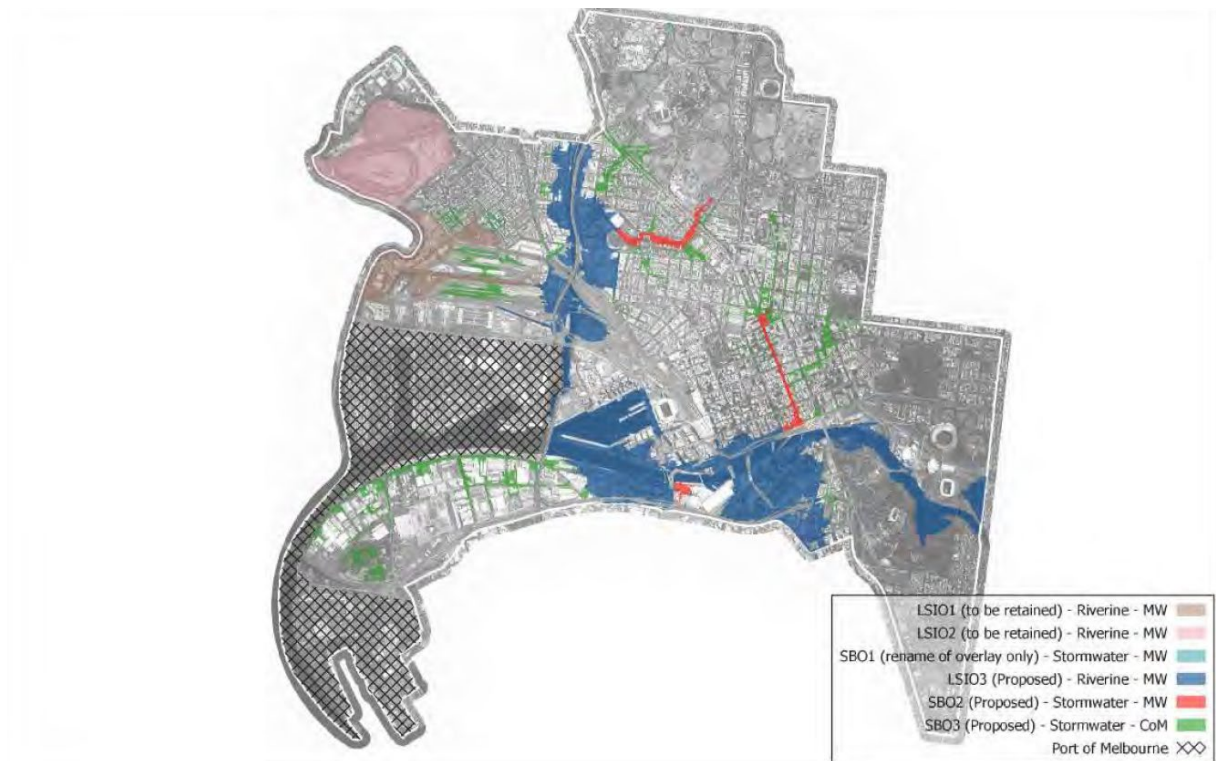 LSIO1 (to be retained) - Riverine - MW
LSIO2 (to be retained) - Riverine - MW
SBO1 (rename of overlay only) - Stormwater - MW
LSIO3 (Proposed) - Riverine - MW
SBO2 (Proposed) - Stormwater - MW
SBO3 (Proposed) - Stormwater - CoM
Port of Melbourne